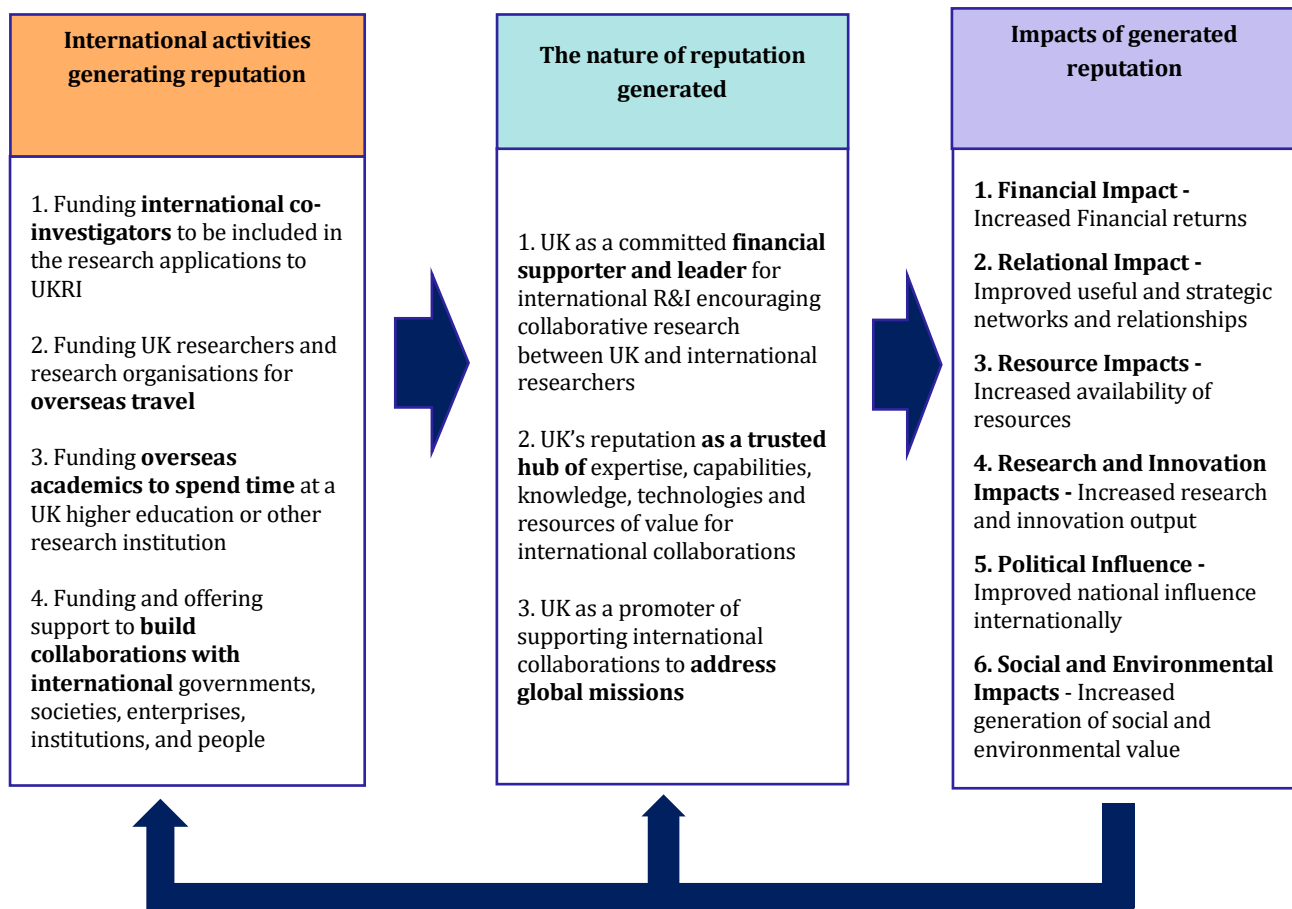 International activities
generating reputation
1. Funding international co-
investigators to be included in
the research applications to
UKRI
2. Funding UK researchers and
research organisations for
overseas travel
3. Funding overseas
academics to spend time at a
UK higher education or other
research institution
4. Funding and offering
support to build
collaborations with
international governments,
societies, enterprises,
institutions, and people
The nature of reputation
generated
1. UK as a committed financial
supporter and leader for
international R&I encouraging
collaborative research
between UK and international
researchers
2. UK’s reputation as a trusted
hub of expertise, capabilities,
knowledge, technologies and
resources of value for
international collaborations
3. UK as a promoter of
supporting international
collaborations to address
global missions
Impacts of generated
reputation
1. Financial Impact -
Increased Financial returns
2. Relational Impact -
Improved useful and strategic
networks and relationships
3. Resource Impacts -
Increased availability of
resources
4. Research and Innovation
Impacts - Increased research
and innovation output
5. Political Influence -
Improved national influence
internationally
6. Social and Environmental
Impacts - Increased
generation of social and
environmental value